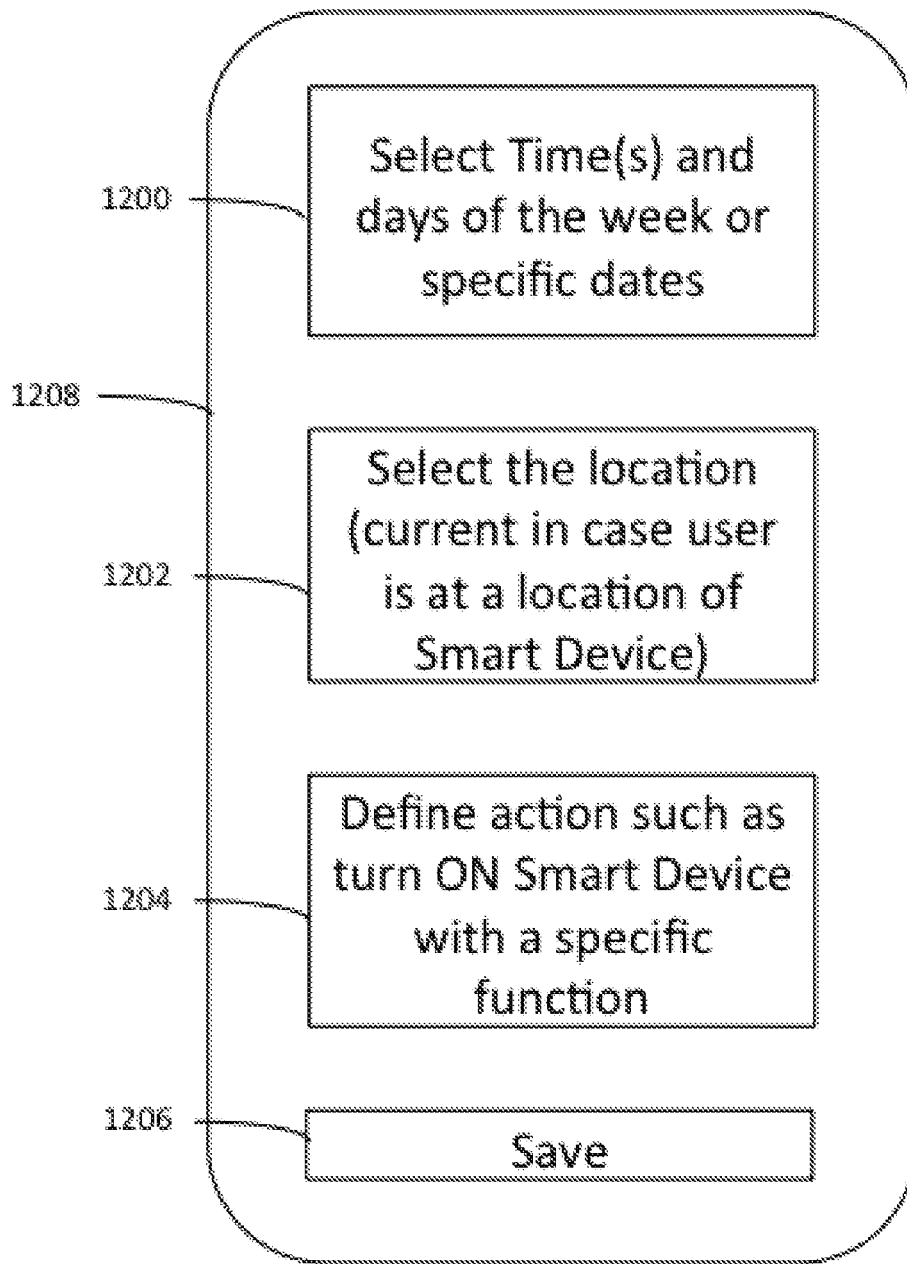 Select Time(s) and
1200
days of the week or
specific dates
1208
Select the location
(current in case user
1202
is at a location of
Smart Device)
Define action such as
turn ON Smart Device
1204
with a specific
function
1206
Save